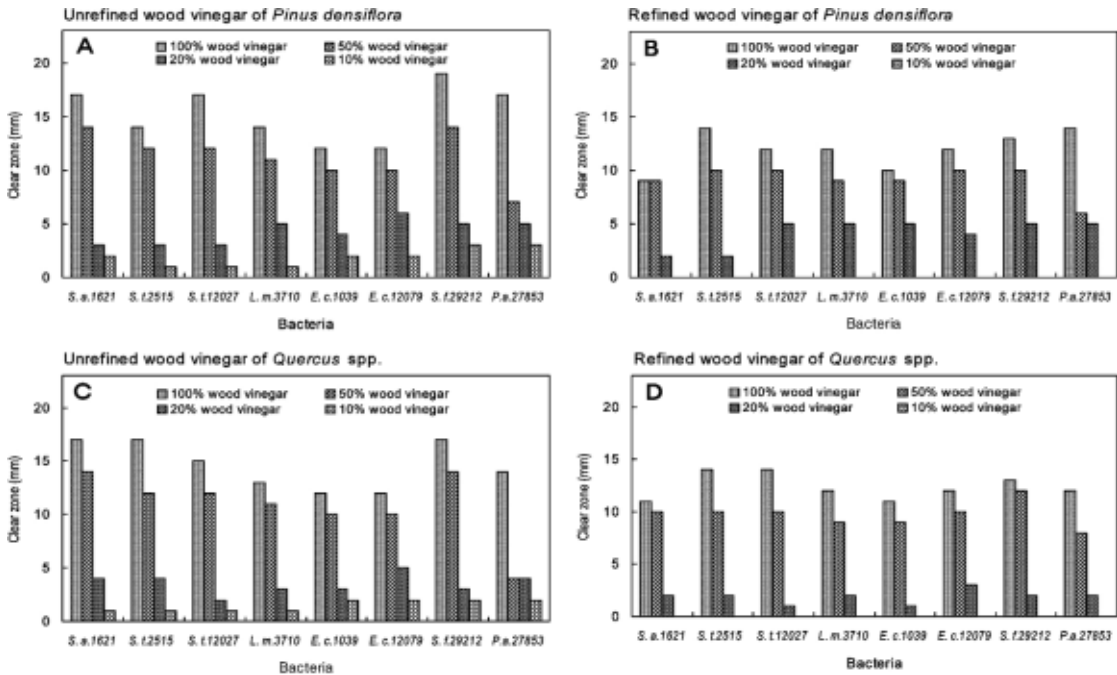 Unrefined wood vinegar of Pinus densiflora
A
100% wood vinegar 50% wood vinegar
20% wood vinegar 10% wood vinegar
Clear zone (mm)
20
15
10
5
0
S. a.1621 S. t.2515 S. t.12027 L. m.3710 E. c.1039 E. c.12079 S. f.29212 P.a.27853
Bacteria
Refined wood vinegar of Pinus densiflora
B
100% wood vinegar 50% wood vinegar
20% wood vinegar 10% wood vinegar
Clear zone (mm)
20
15
10
5
0
S. a.1621 S. t.2515 S. t.12027 L. m.3710 E. c.1039 E. c.12079 S. f.29212 P.a.27853
Bacteria
Unrefined wood vinegar of Quercus spp.
C
100% wood vinegar 50% wood vinegar
20% wood vinegar 10% wood vinegar
Clear zone (mm)
20
15
10
5
0
S. a.1621 S. t.2515 S. t.12027 L. m.3710 E. c.1039 E. c.12079 S. f.29212 P.a.27853
Bacteria
Refined wood vinegar of Quercus spp.
D
100% wood vinegar 50% wood vinegar
20% wood vinegar 10% wood vinegar
Clear zone (mm)
20
15
10
5
0
S. a.1621 S. t.2515 S. t.12027 L. m.3710 E. c.1039 E. c.12079 S. f.29212 P.a.27853
Bacteria